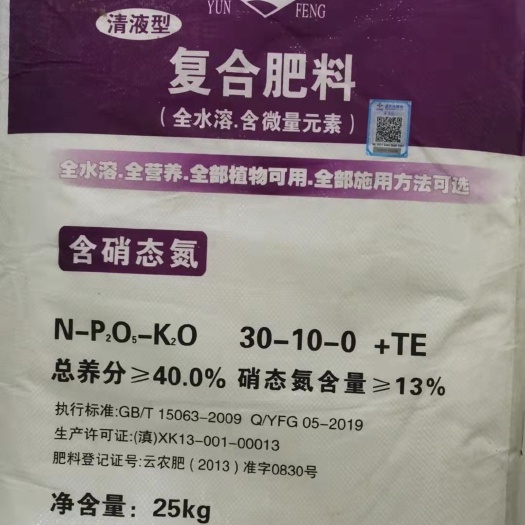 YUN FENG
清液型
复合肥料
（全水溶.含微量元素）
全水溶.全营养.全部植物可用.全部施用方法可选
含硝态氮
N-P₂O₅-K₂O 30-10-0 +TE
总养分≥40.0% 硝态氮含量≥13%
执行标准:GB/T 15063-2009 Q/YFG 05-2019
生产许可证:(滇)XK13-001-00013
肥料登记证号:云农肥（2013）准字0830号
净含量：25kg